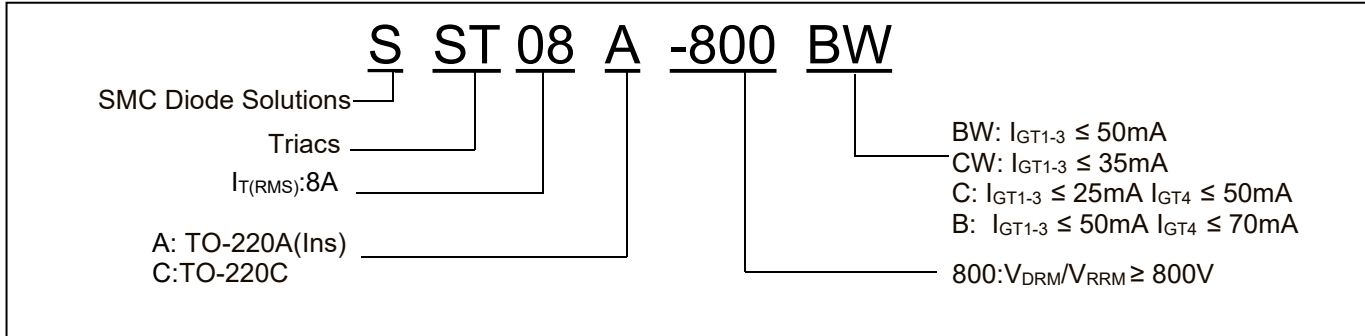 S ST 08 A -800 BW
SMC Diode Solutions
Triacs
IT(RMS):8A
A: TO-220A(Ins)
C:TO-220C
BW: IGT1-3 ≤ 50mA
CW: IGT1-3 ≤ 35mA
C: IGT1-3 ≤ 25mA IGT4 ≤ 50mA
B: IGT1-3 ≤ 50mA IGT4 ≤ 70mA
800:VDRM/VRRM ≥ 800V